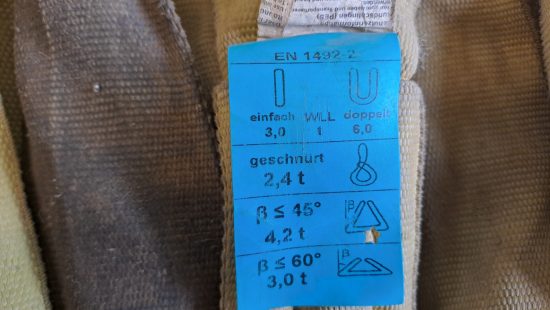 EN 1492-2
einfach WLL doppelt
3,0 t 6,0
geschnürt
2,4 t
β ≤ 45°
β
4,2 t
β ≤ 60°
β
3,0 t